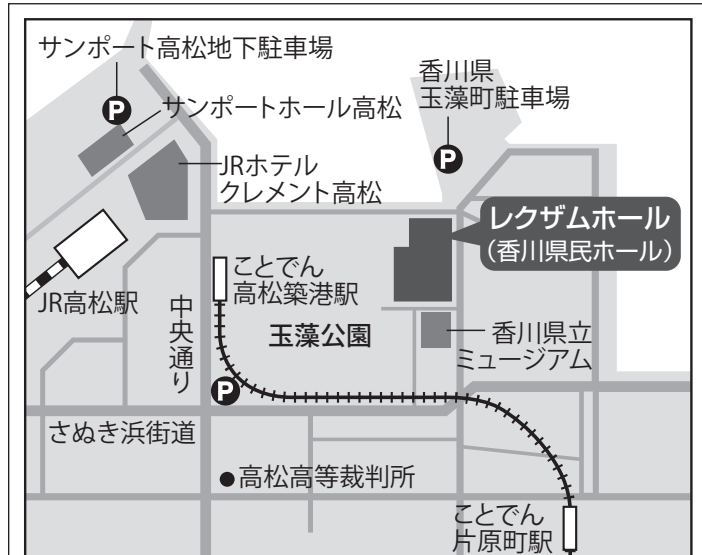 サンポート高松地下駐車場
P
サンポートホール高松
香川県
玉藻町駐車場
P
JRホテル
クレメント高松
レクザムホール
(香川県民ホール)
ことでん
高松築港駅
JR高松駅
中央通り
玉藻公園
香川県立
ミュージアム
P
さぬき浜街道
●高松高等裁判所
ことでん
片原町駅